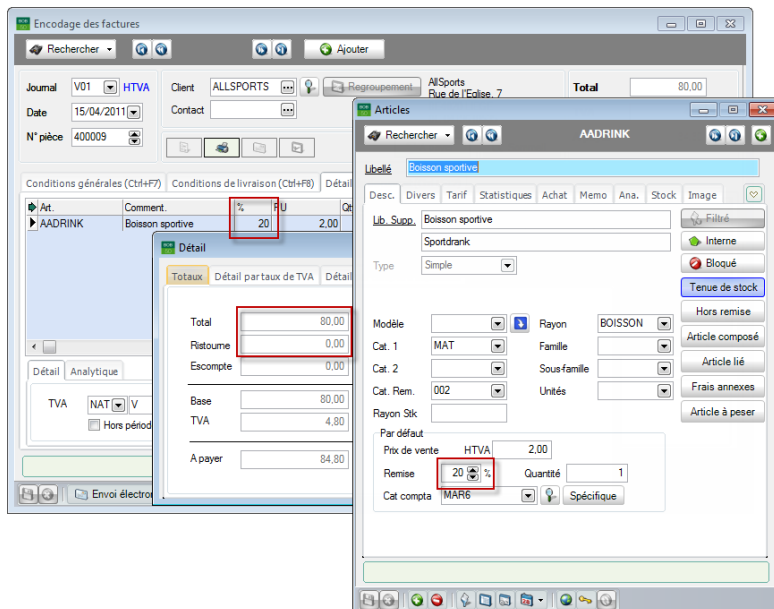 Encodage des factures
Rechercher
Ajouter
Journal V01 HTVA Client ALLSPORTS Regroupement AllSports
Rue de l'Eglise, 7
Total 80,00
Date 15/04/2011 Contact
N° pièce 400009
Conditions générales (Ctrl+F7) Conditions de livraison (Ctrl+F8) Détail
Art. Comment. % PU
AADRINK Boisson sportive 20 2,00
Détail Analytique
TVA NAT V
Hors périod
Envoi électro
Détail
Totaux Détail par taux de TVA Détail
Total 80,00
Ristourne 0,00
Escompte 0,00
Base 80,00
TVA 4,80
A payer 84,80
Articles
Rechercher AADRINK
Libellé Boisson sportive
Desc. Divers Tarif Statistiques Achat Memo Ana. Stock Image
Lib. Supp. Boisson sportive
Sportdrank
Type Simple
Filtré
Interne
Bloqué
Tenue de stock
Hors remise
Article composé
Article lié
Frais annexes
Article à peser
Modèle Rayon BOISSON
Cat. 1 MAT Famille
Cat. 2 Sous-famille
Cat. Rem. 002 Unités
Rayon Stk
Par défaut
Prix de vente HTVA 2,00
Remise 20 % Quantité 1
Cat compta MAR6 Spécifique